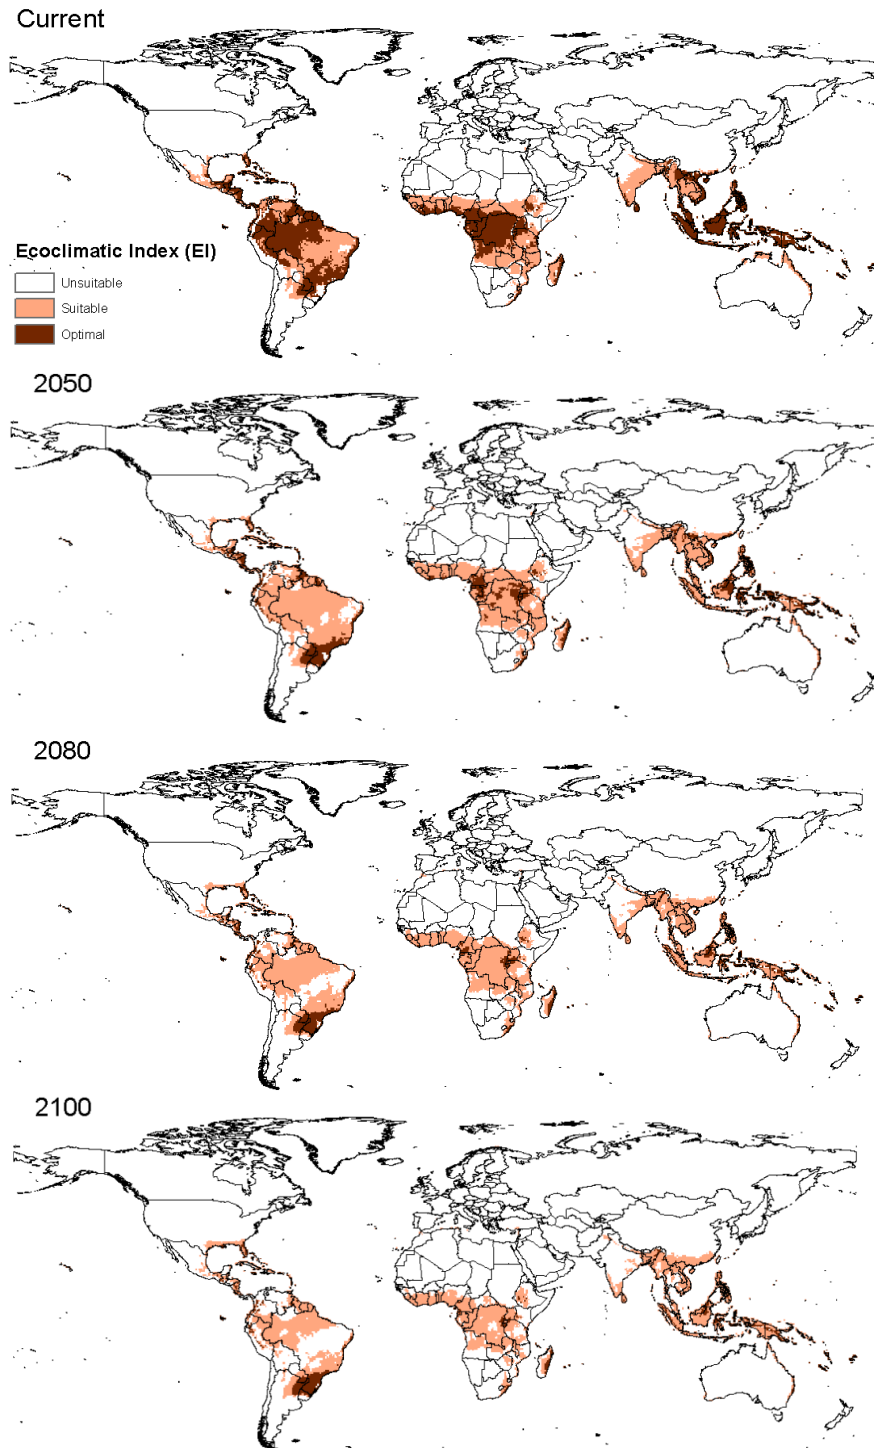 Current
Ecoclimatic Index (EI)
Unsuitable
Suitable
Optimal
2050
2080
2100